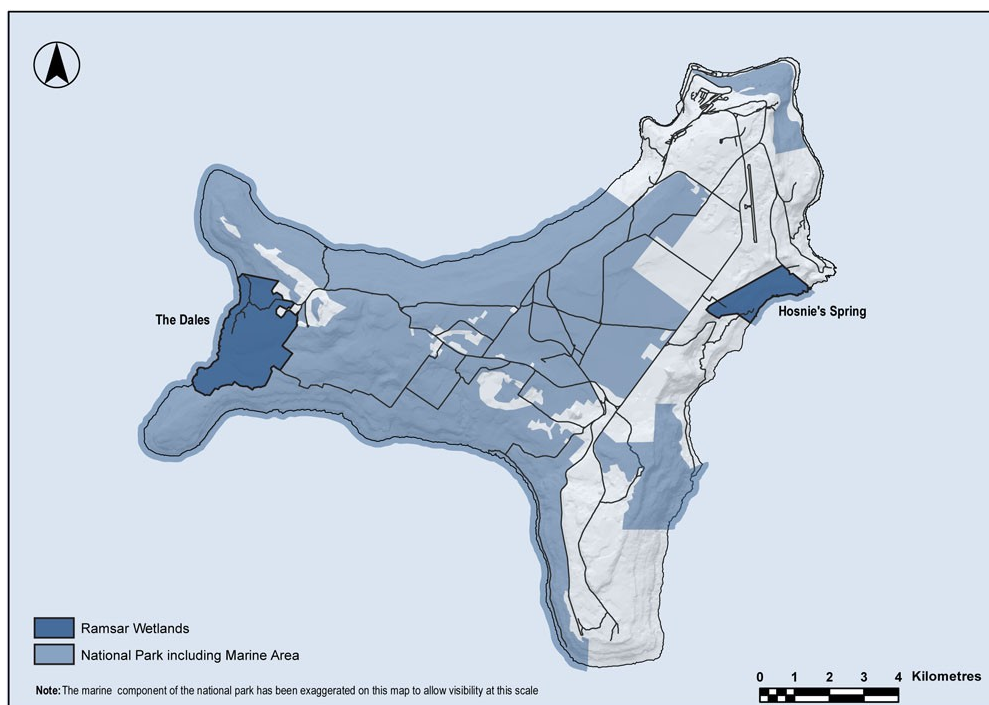 The Dales
Hosnie's Spring
Ramsar Wetlands
National Park including Marine Area
Note: The marine component of the national park has been exaggerated on this map to allow visibility at this scale
0 1 2 3 4 Kilometres